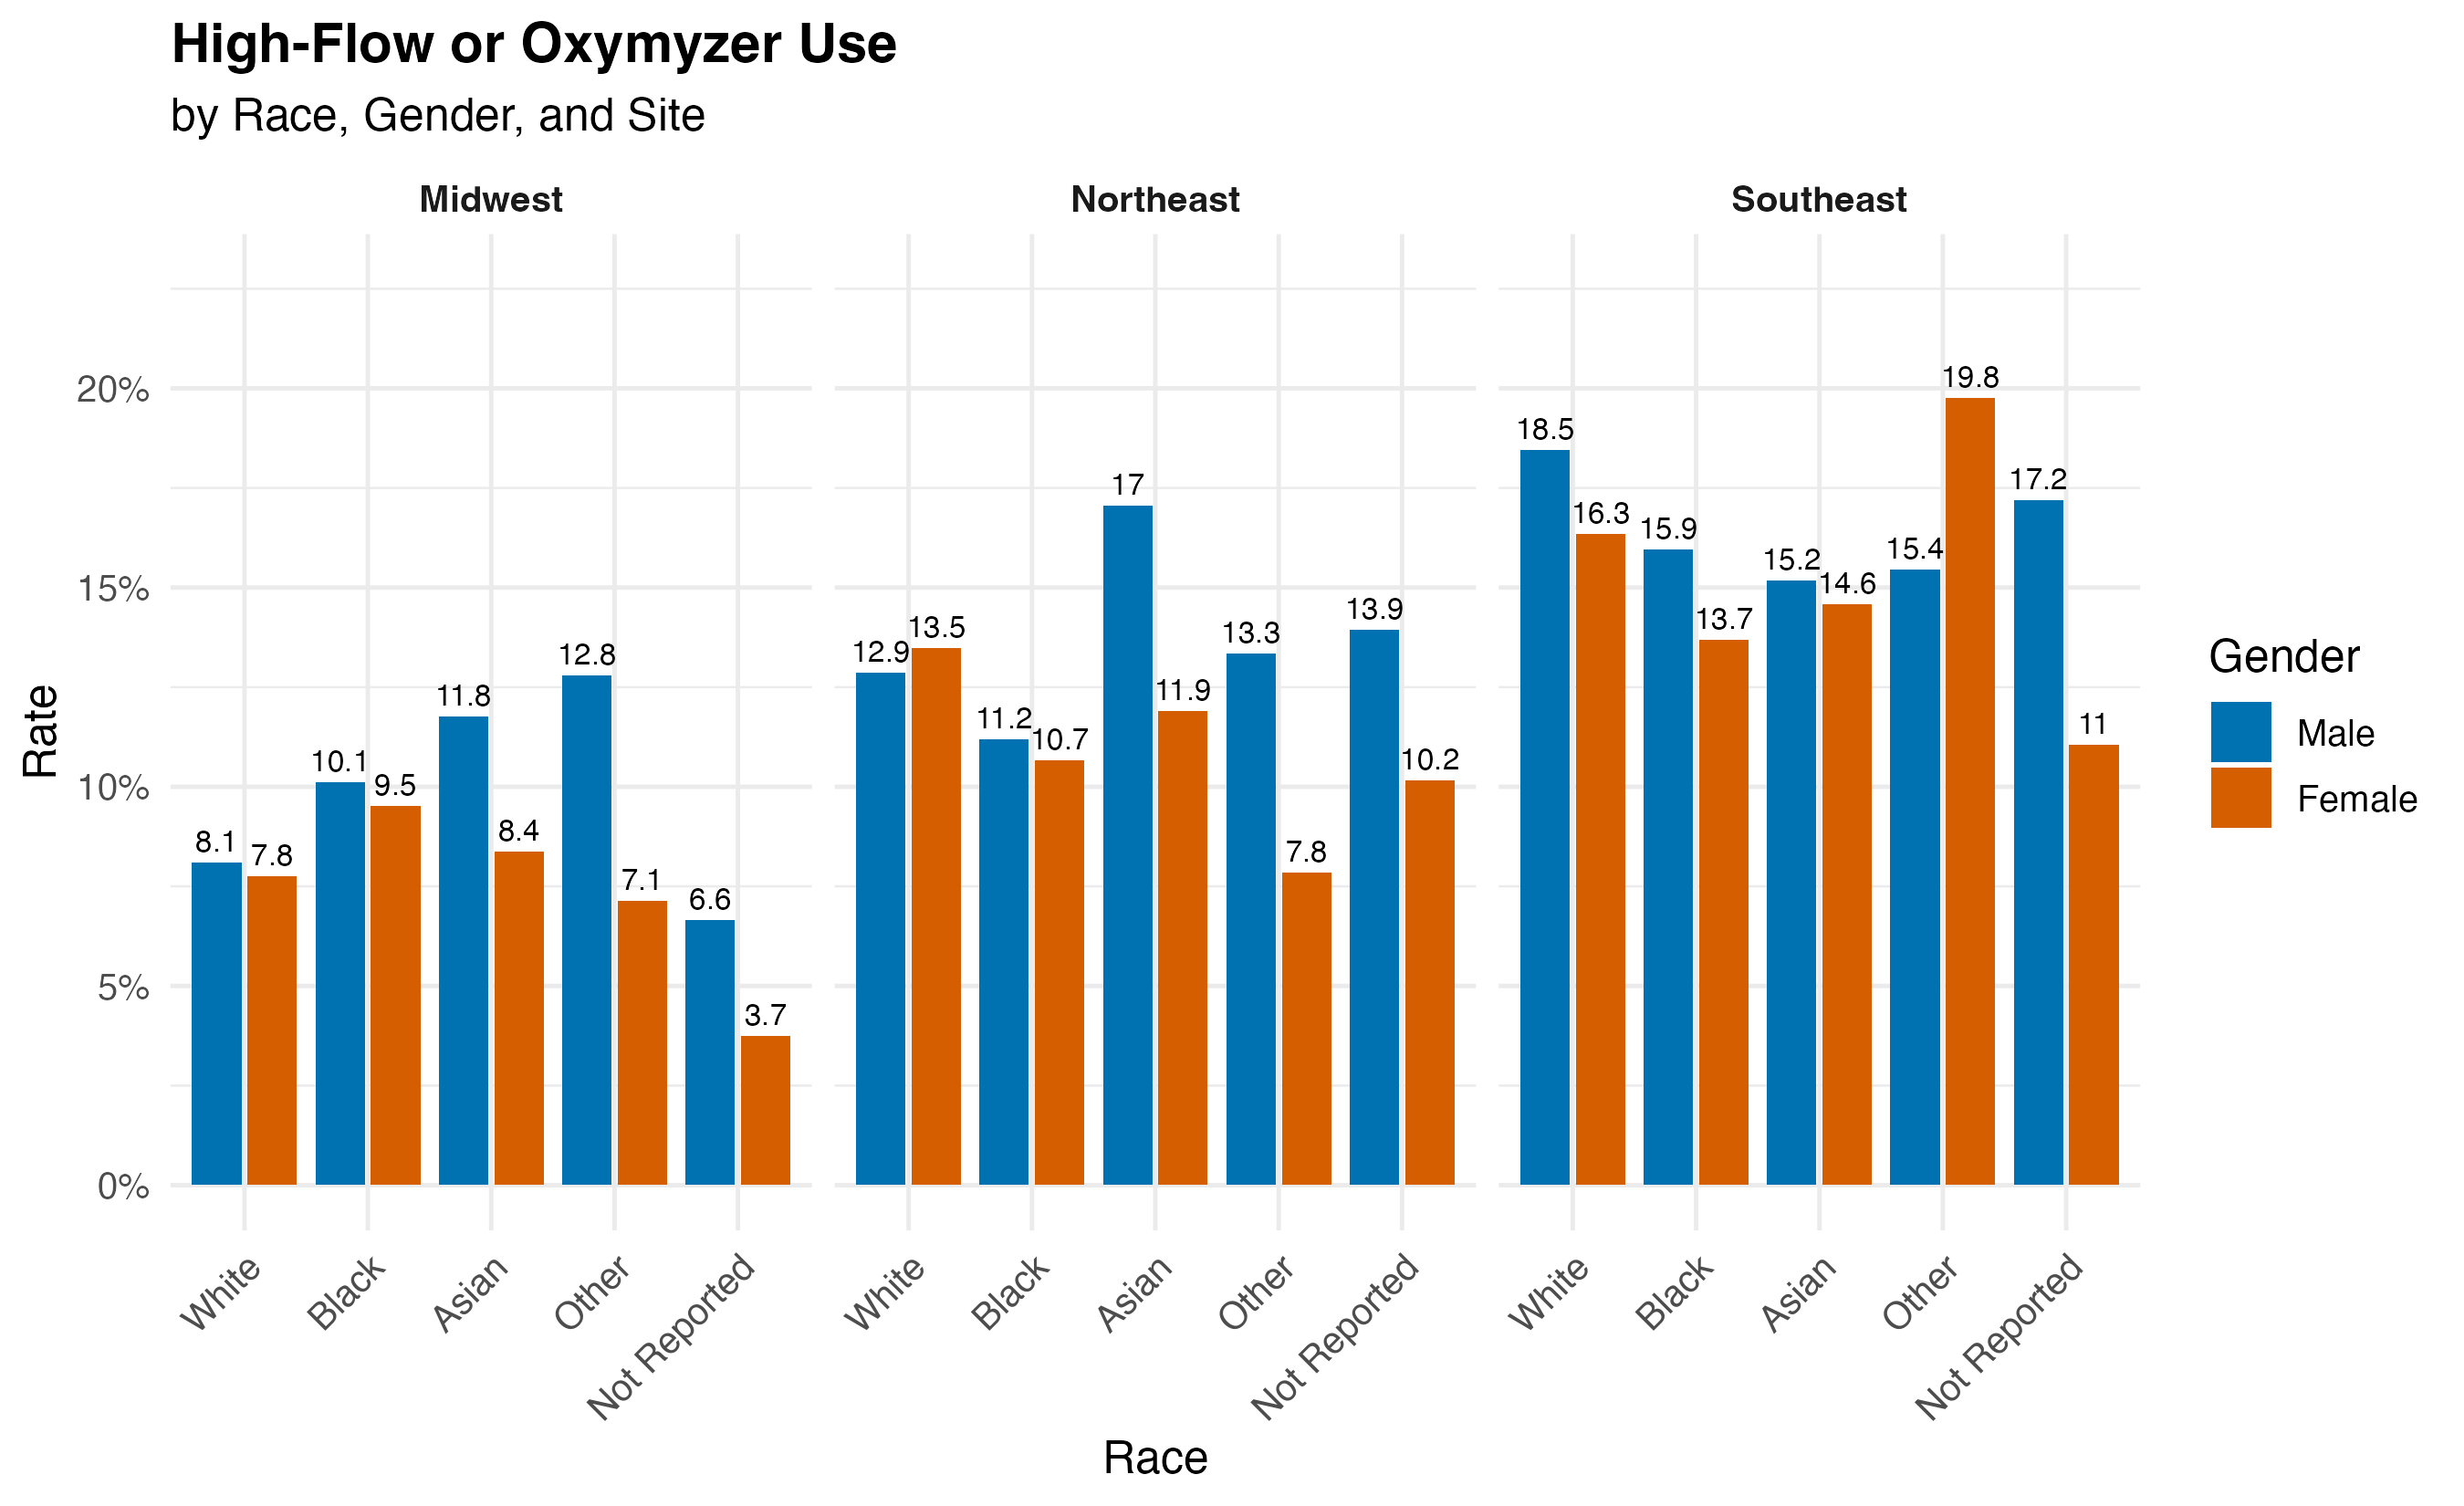 High-Flow or Oxymyzer Use
by Race, Gender, and Site
Midwest Northeast Southeast
Rate
20%
15%
10%
5%
0%
8.1 7.8 10.1 9.5 11.8 8.4 12.8 7.1 6.6 3.7
12.9 13.5 11.2 10.7 17 11.9 13.3 7.8 13.9 10.2
18.5 16.3 15.9 13.7 15.2 14.6 15.4 19.8 17.2 11
White Black Asian Other Not Reported
White Black Asian Other Not Reported
White Black Asian Other Not Reported
Race
Gender
Male
Female